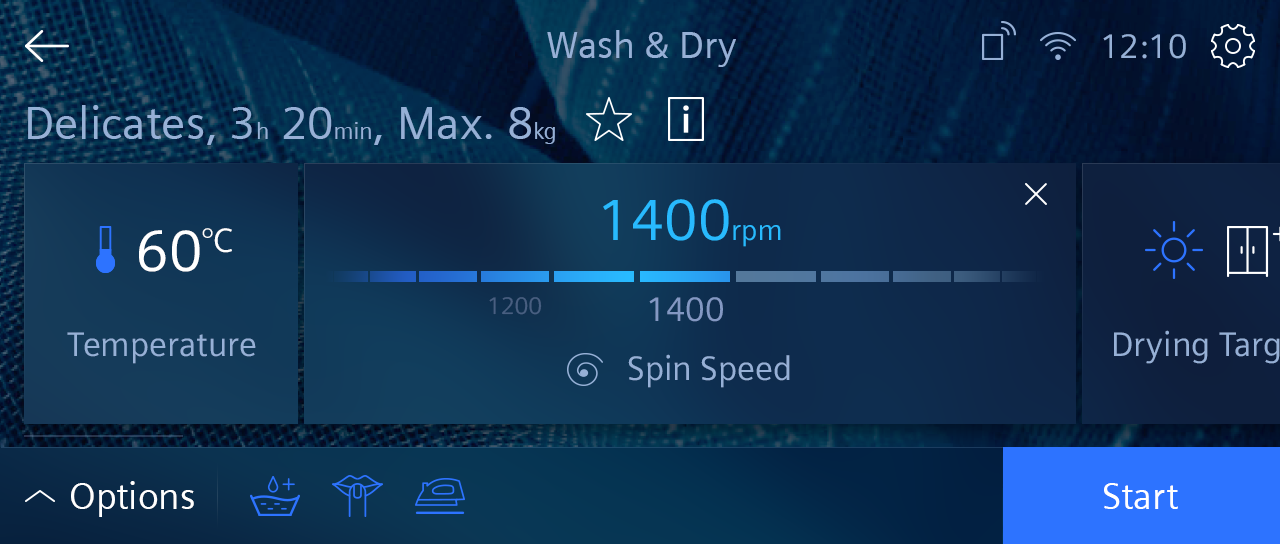 Wash & Dry
12:10
Delicates, 3h 20min, Max. 8kg
60°C
Temperature
1400rpm
1200 1400
Spin Speed
Drying Targ
Options
Start